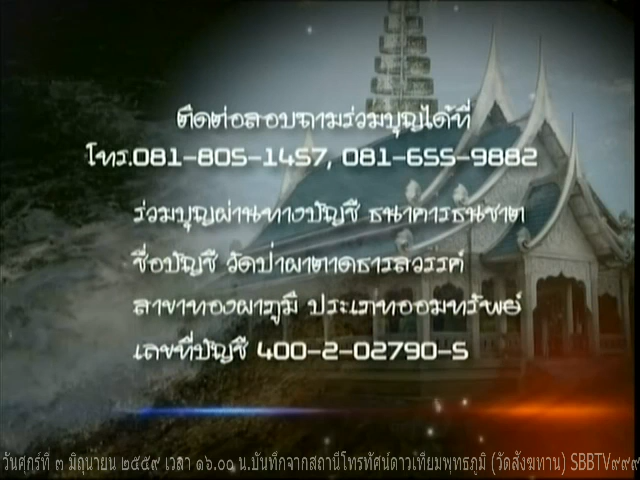 ติดต่อสอบถามร่วมบุญได้ที่
โทร.081-805-1457, 081-655-9882
ร่วมบุญผ่านทางบัญชี ธนาคารธนชาต
ชื่อบัญชี วัดป่าผาตาดธารสวรรค์
สาขาทองผาภูมิ ประเภทออมทรัพย์
เลขที่บัญชี 400-2-02790-5
วันศุกร์ที่ ๓ มิถุนายน ๒๕๕๙ เวลา ๑๖.๐๐ น.บันทึกจากสถานีโทรทัศน์ดาวเทียมพุทธภูมิ (วัดสังฆทาน) SBBTV๙๙๙